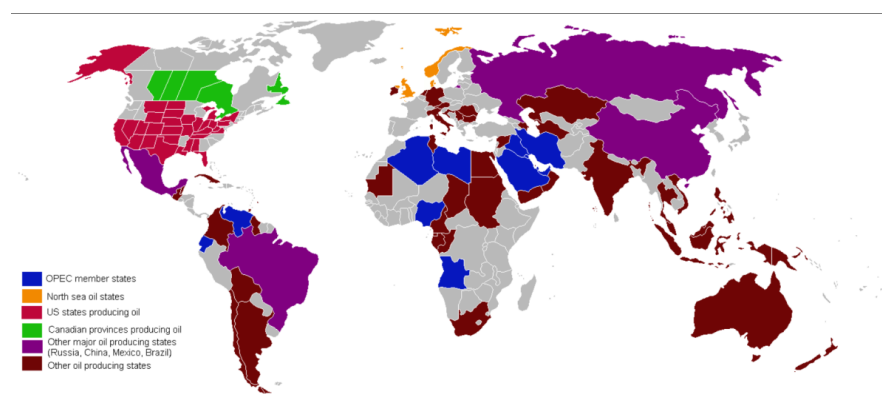 OPEC member states
North sea oil states
US states producing oil
Canadian provinces producing oil
Other major oil producing states
(Russia, China, Mexico, Brazil)
Other oil producing states